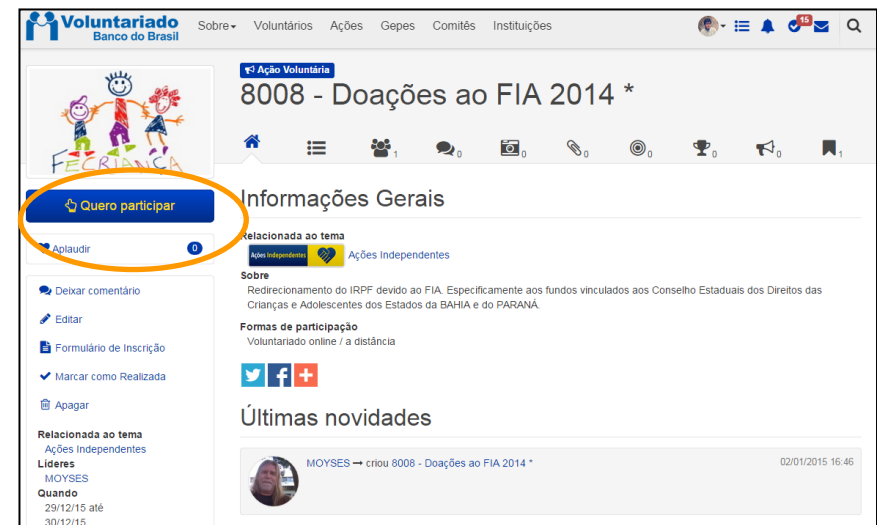 Voluntariado
Banco do Brasil
Sobre Voluntários Ações Gepes Comitês Instituições
15
Ação Voluntária
8008 - Doações ao FIA 2014 *
1 0 0 0 0 0 0 1
FECRIANÇA
Quero participar
Aplaudir 0
Deixar comentário
Editar
Formulário de Inscrição
Marcar como Realizada
Apagar
Relacionada ao tema
Ações Independentes
Líderes
MOYSES
Quando
29/12/15 até
30/12/15
Informações Gerais
Relacionada ao tema
Ações Independentes Ações Independentes
Sobre
Redirecionamento do IRPF devido ao FIA. Especificamente aos fundos vinculados aos Conselho Estaduais dos Direitos das
Crianças e Adolescentes dos Estados da BAHIA e do PARANÁ.
Formas de participação
Voluntariado online / a distância
Últimas novidades
MOYSES → criou 8008 - Doações ao FIA 2014 * 02/01/2015 16:46